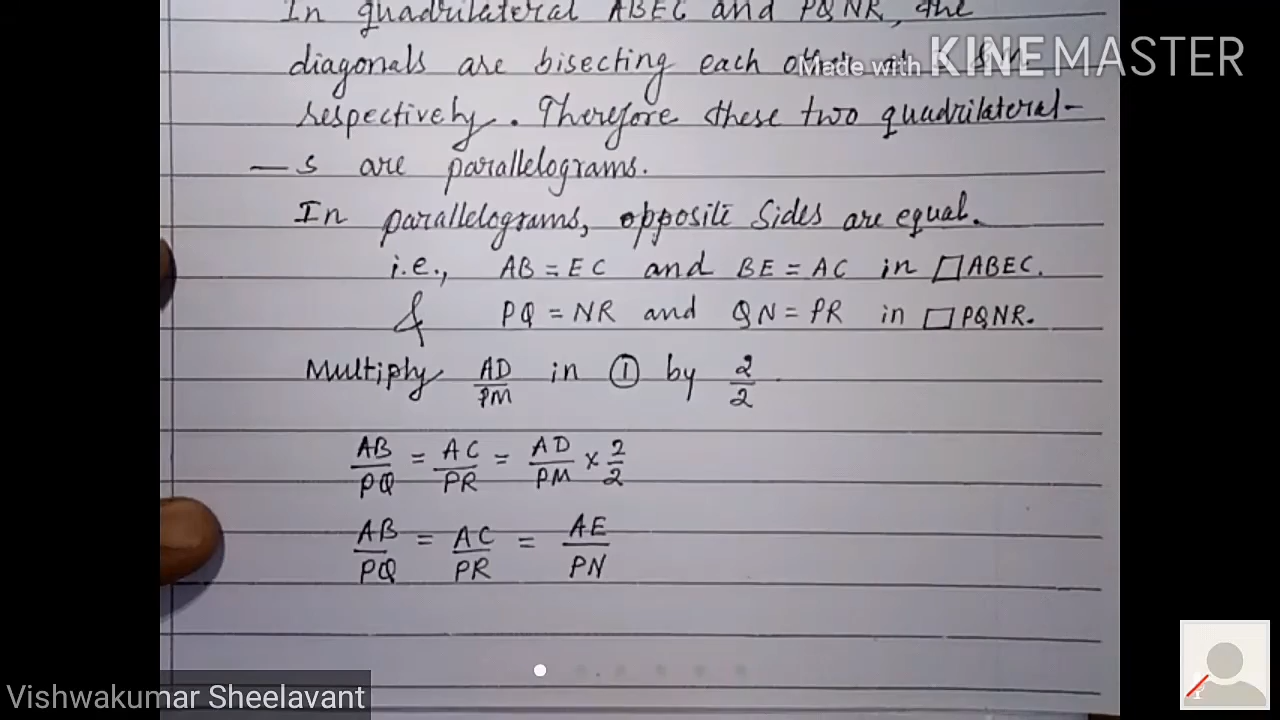 In quadrilateral ABEC and PQNR, the
diagonals are bisecting each other at
Made with KINEMASTER
respectively. Therefore these two quadrilateral-
— s are parallelograms.
In parallelograms, opposite Sides are equal.
i.e., AB = EC and BE = AC in ▱ABEC.
& PQ = NR and QN = PR in ▱PQNR.
Multiply AD/PM in ① by 2/2.
AB/PQ = AC/PR = AD/PM × 2/2
AB/PQ = AC/PR = AE/PN
Vishwakumar Sheelavant